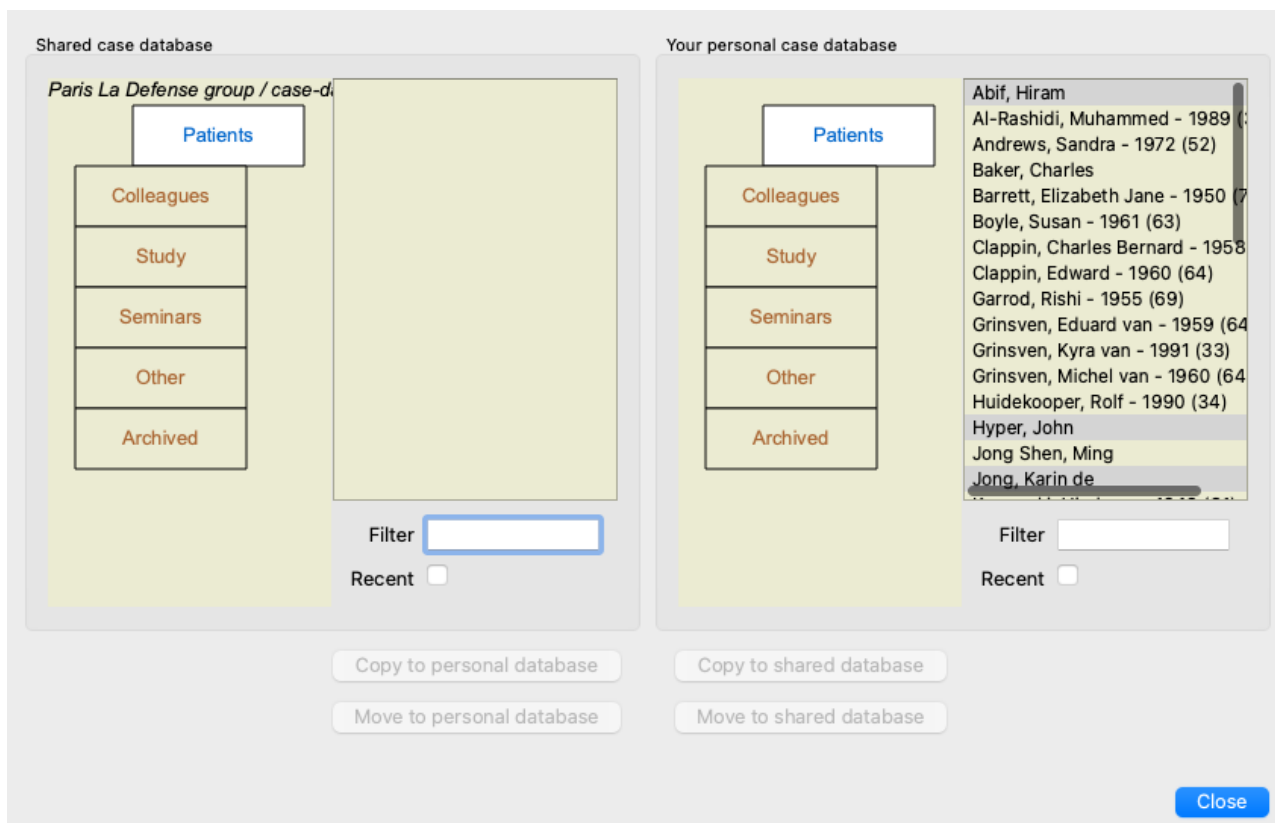 Shared case database
Paris La Defense group / case-d
Patients
Colleagues
Study
Seminars
Other
Archived
Filter
Recent
Copy to personal database
Move to personal database
Your personal case database
Patients
Colleagues
Study
Seminars
Other
Archived
Abif, Hiram
Al-Rashidi, Muhammed - 1989 (
Andrews, Sandra - 1972 (52)
Baker, Charles
Barrett, Elizabeth Jane - 1950 (7
Boyle, Susan - 1961 (63)
Clappin, Charles Bernard - 1958
Clappin, Edward - 1960 (64)
Garrod, Rishi - 1955 (69)
Grinsven, Eduard van - 1959 (64
Grinsven, Kyra van - 1991 (33)
Grinsven, Michel van - 1960 (64
Huidekooper, Rolf - 1990 (34)
Hyper, John
Jong Shen, Ming
Jong, Karin de
Filter
Recent
Copy to shared database
Move to shared database
Close